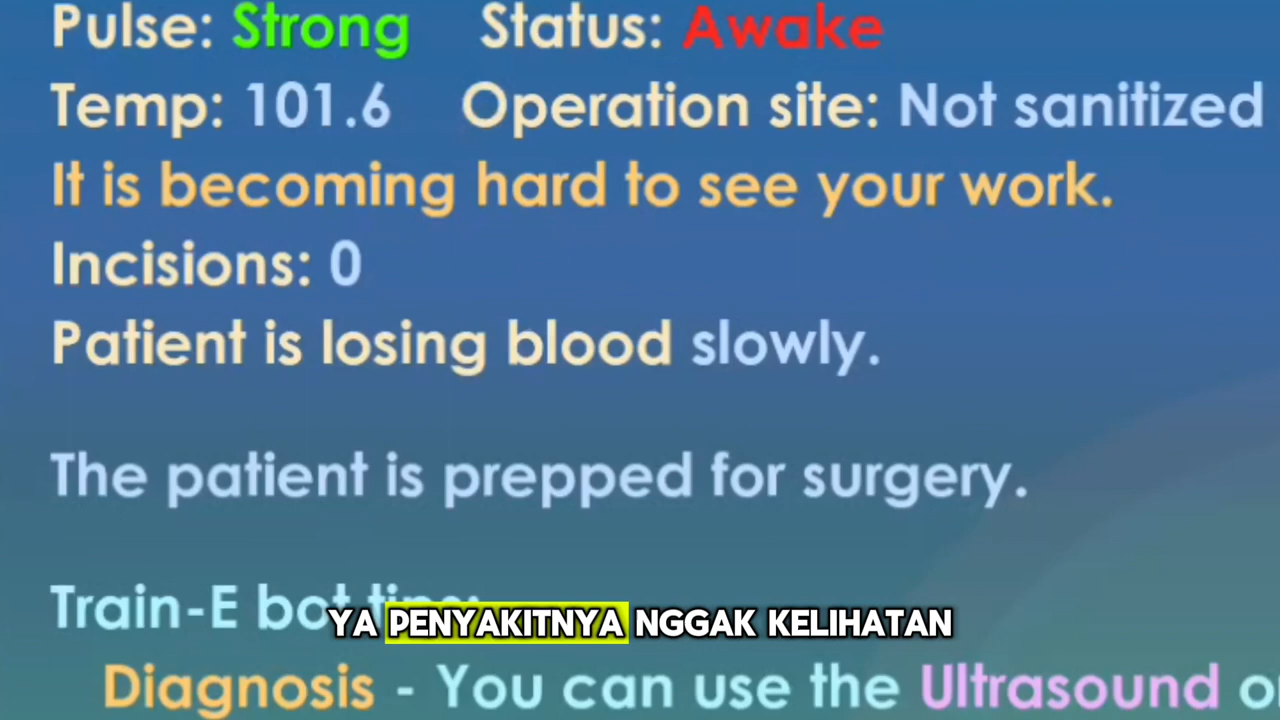 Pulse: Strong Status: Awake
Temp: 101.6 Operation site: Not sanitized
It is becoming hard to see your work.
Incisions: 0
Patient is losing blood slowly.
The patient is prepped for surgery.
Train-E bot tips:
YA PENYAKITNYA NGGAK KELIHATAN
Diagnosis - You can use the Ultrasound